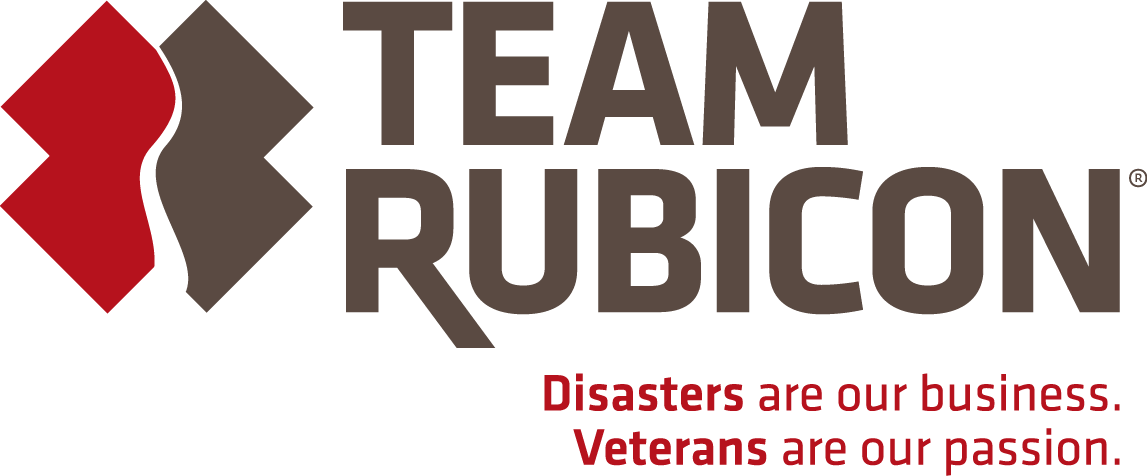 TEAM
RUBICON®
Disasters are our business.
Veterans are our passion.